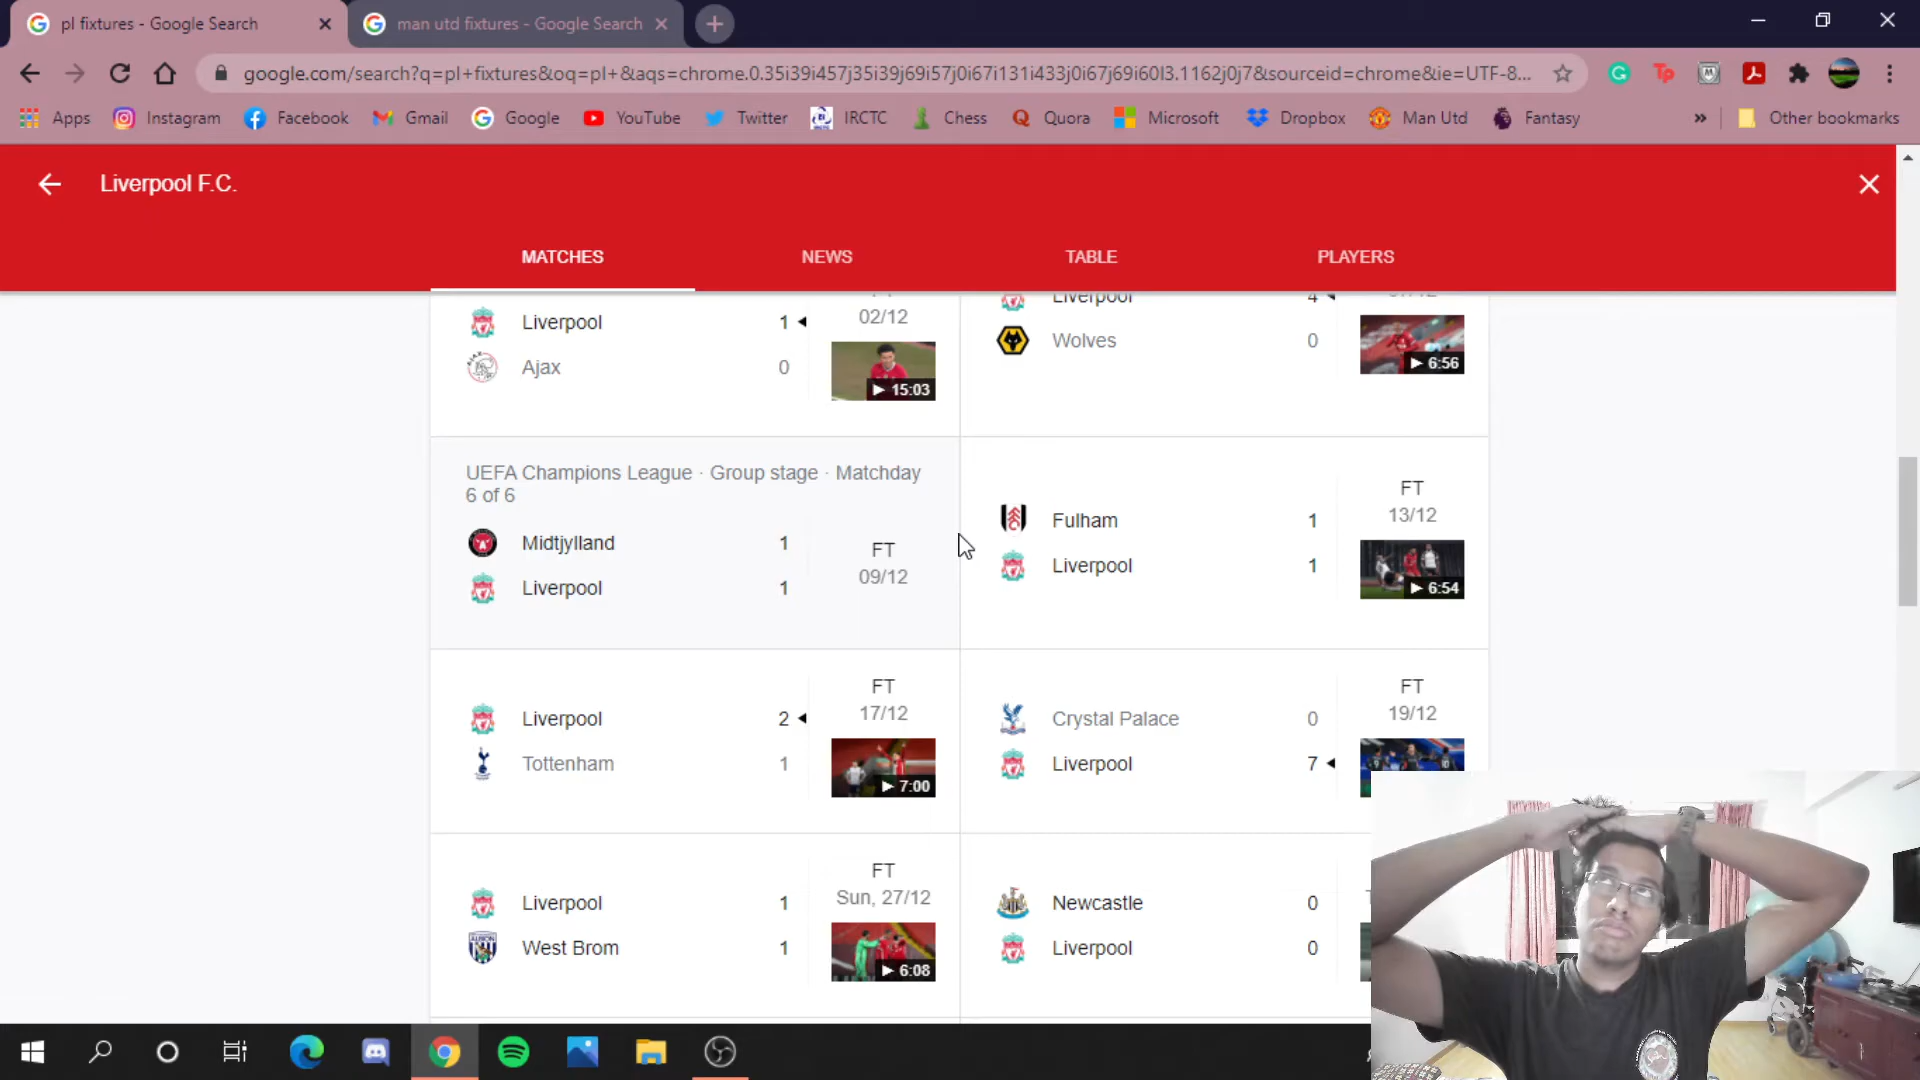 pl fixtures - Google Search
man utd fixtures - Google Search
google.com/search?q=pl+fixtures&oq=pl+&aqs=chrome.0.35i39i457j35i39j69i57j0i67i131i433j0i67j69i60l3.1162j0j7&sourceid=chrome&ie=UTF-8...
Apps Instagram Facebook Gmail Google YouTube Twitter IRCTC Chess Quora Microsoft Dropbox Man Utd Fantasy » Other bookmarks
Liverpool F.C.
MATCHES NEWS TABLE PLAYERS
Liverpool 1
Ajax 0
02/12
15:03
Liverpool 4
Wolves 0
6:56
UEFA Champions League · Group stage · Matchday
6 of 6
Midtjylland 1
Liverpool 1
FT
09/12
Fulham 1
Liverpool 1
FT
13/12
6:54
Liverpool 2
Tottenham 1
FT
17/12
7:00
Crystal Palace 0
Liverpool 7
FT
19/12
Liverpool 1
West Brom 1
FT
Sun, 27/12
6:08
Newcastle 0
Liverpool 0